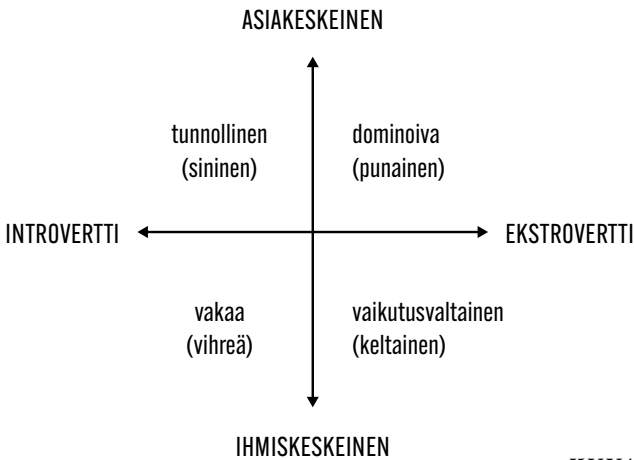 ASIAKESKEINEN
tunnollinen
(sininen)
dominoiva
(punainen)
INTROVERTTI
EKSTROVERTTI
vakaa
(vihreä)
vaikutusvaltainen
(keltainen)
IHMISKESKEINEN